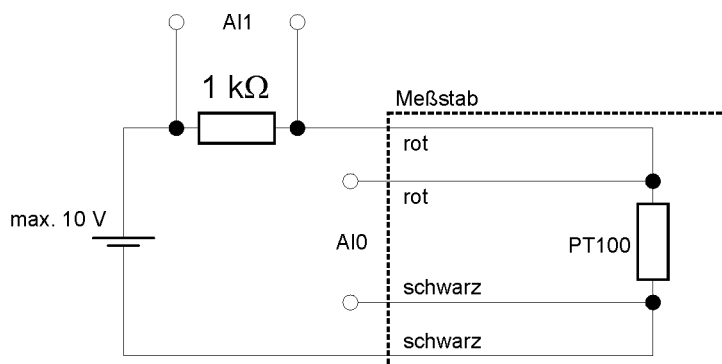 AI1
1 kΩ
Meßstab
rot
rot
max. 10 V
AI0
PT100
schwarz
schwarz